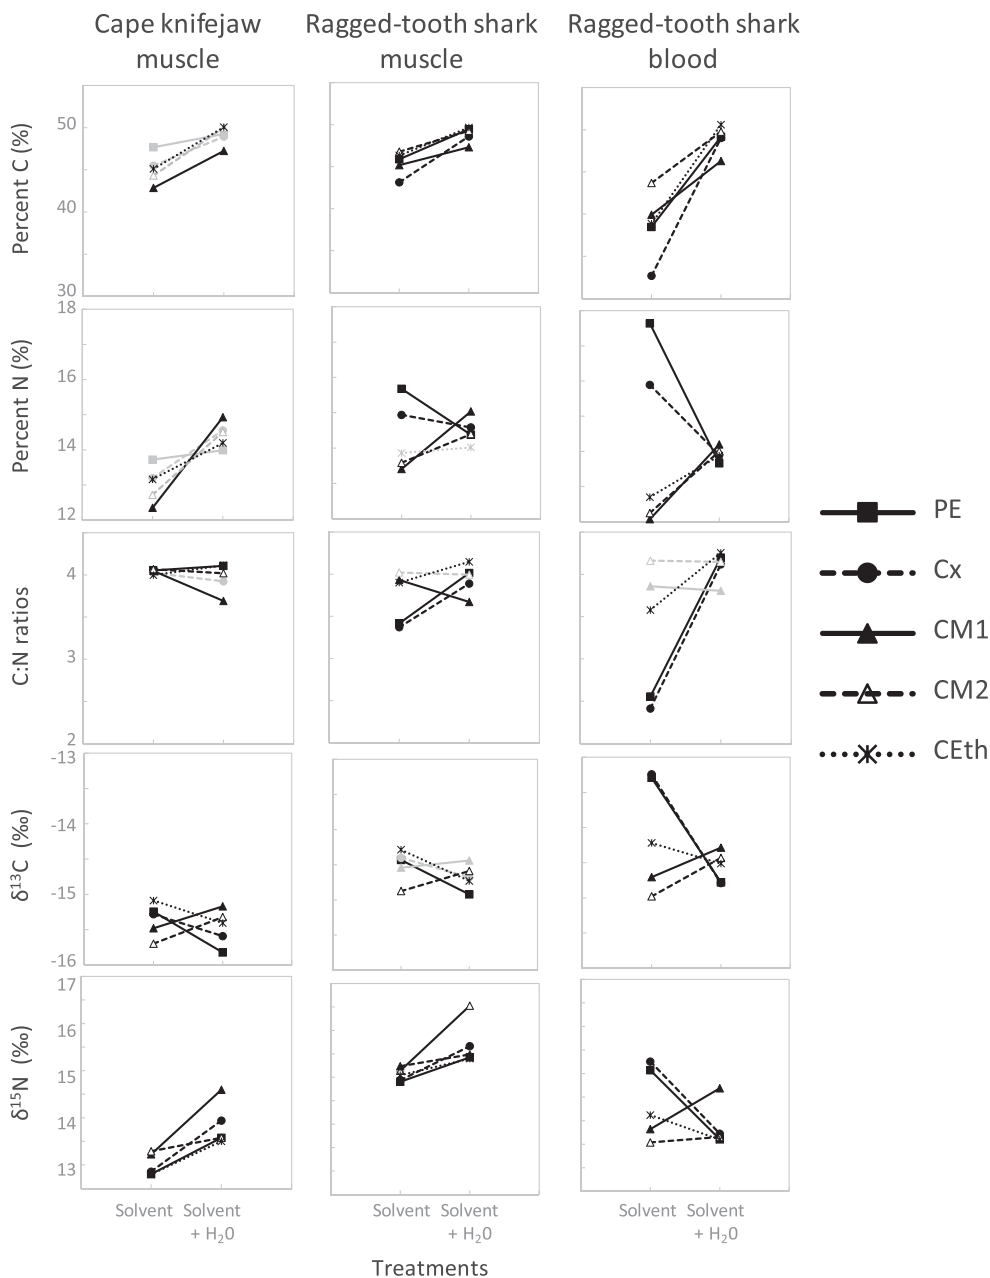 Cape knifejaw
muscle
Ragged-tooth shark
muscle
Ragged-tooth shark
blood
Percent C (%)
50
40
30
Percent N (%)
18
16
14
12
C:N ratios
4
3
2
δ13C (‰)
-13
-14
-15
-16
δ15N (‰)
17
16
15
14
13
Solvent
Solvent
+ H20
Solvent
Solvent
+ H20
Solvent
Solvent
+ H20
Treatments
PE
Cx
CM1
CM2
CEth